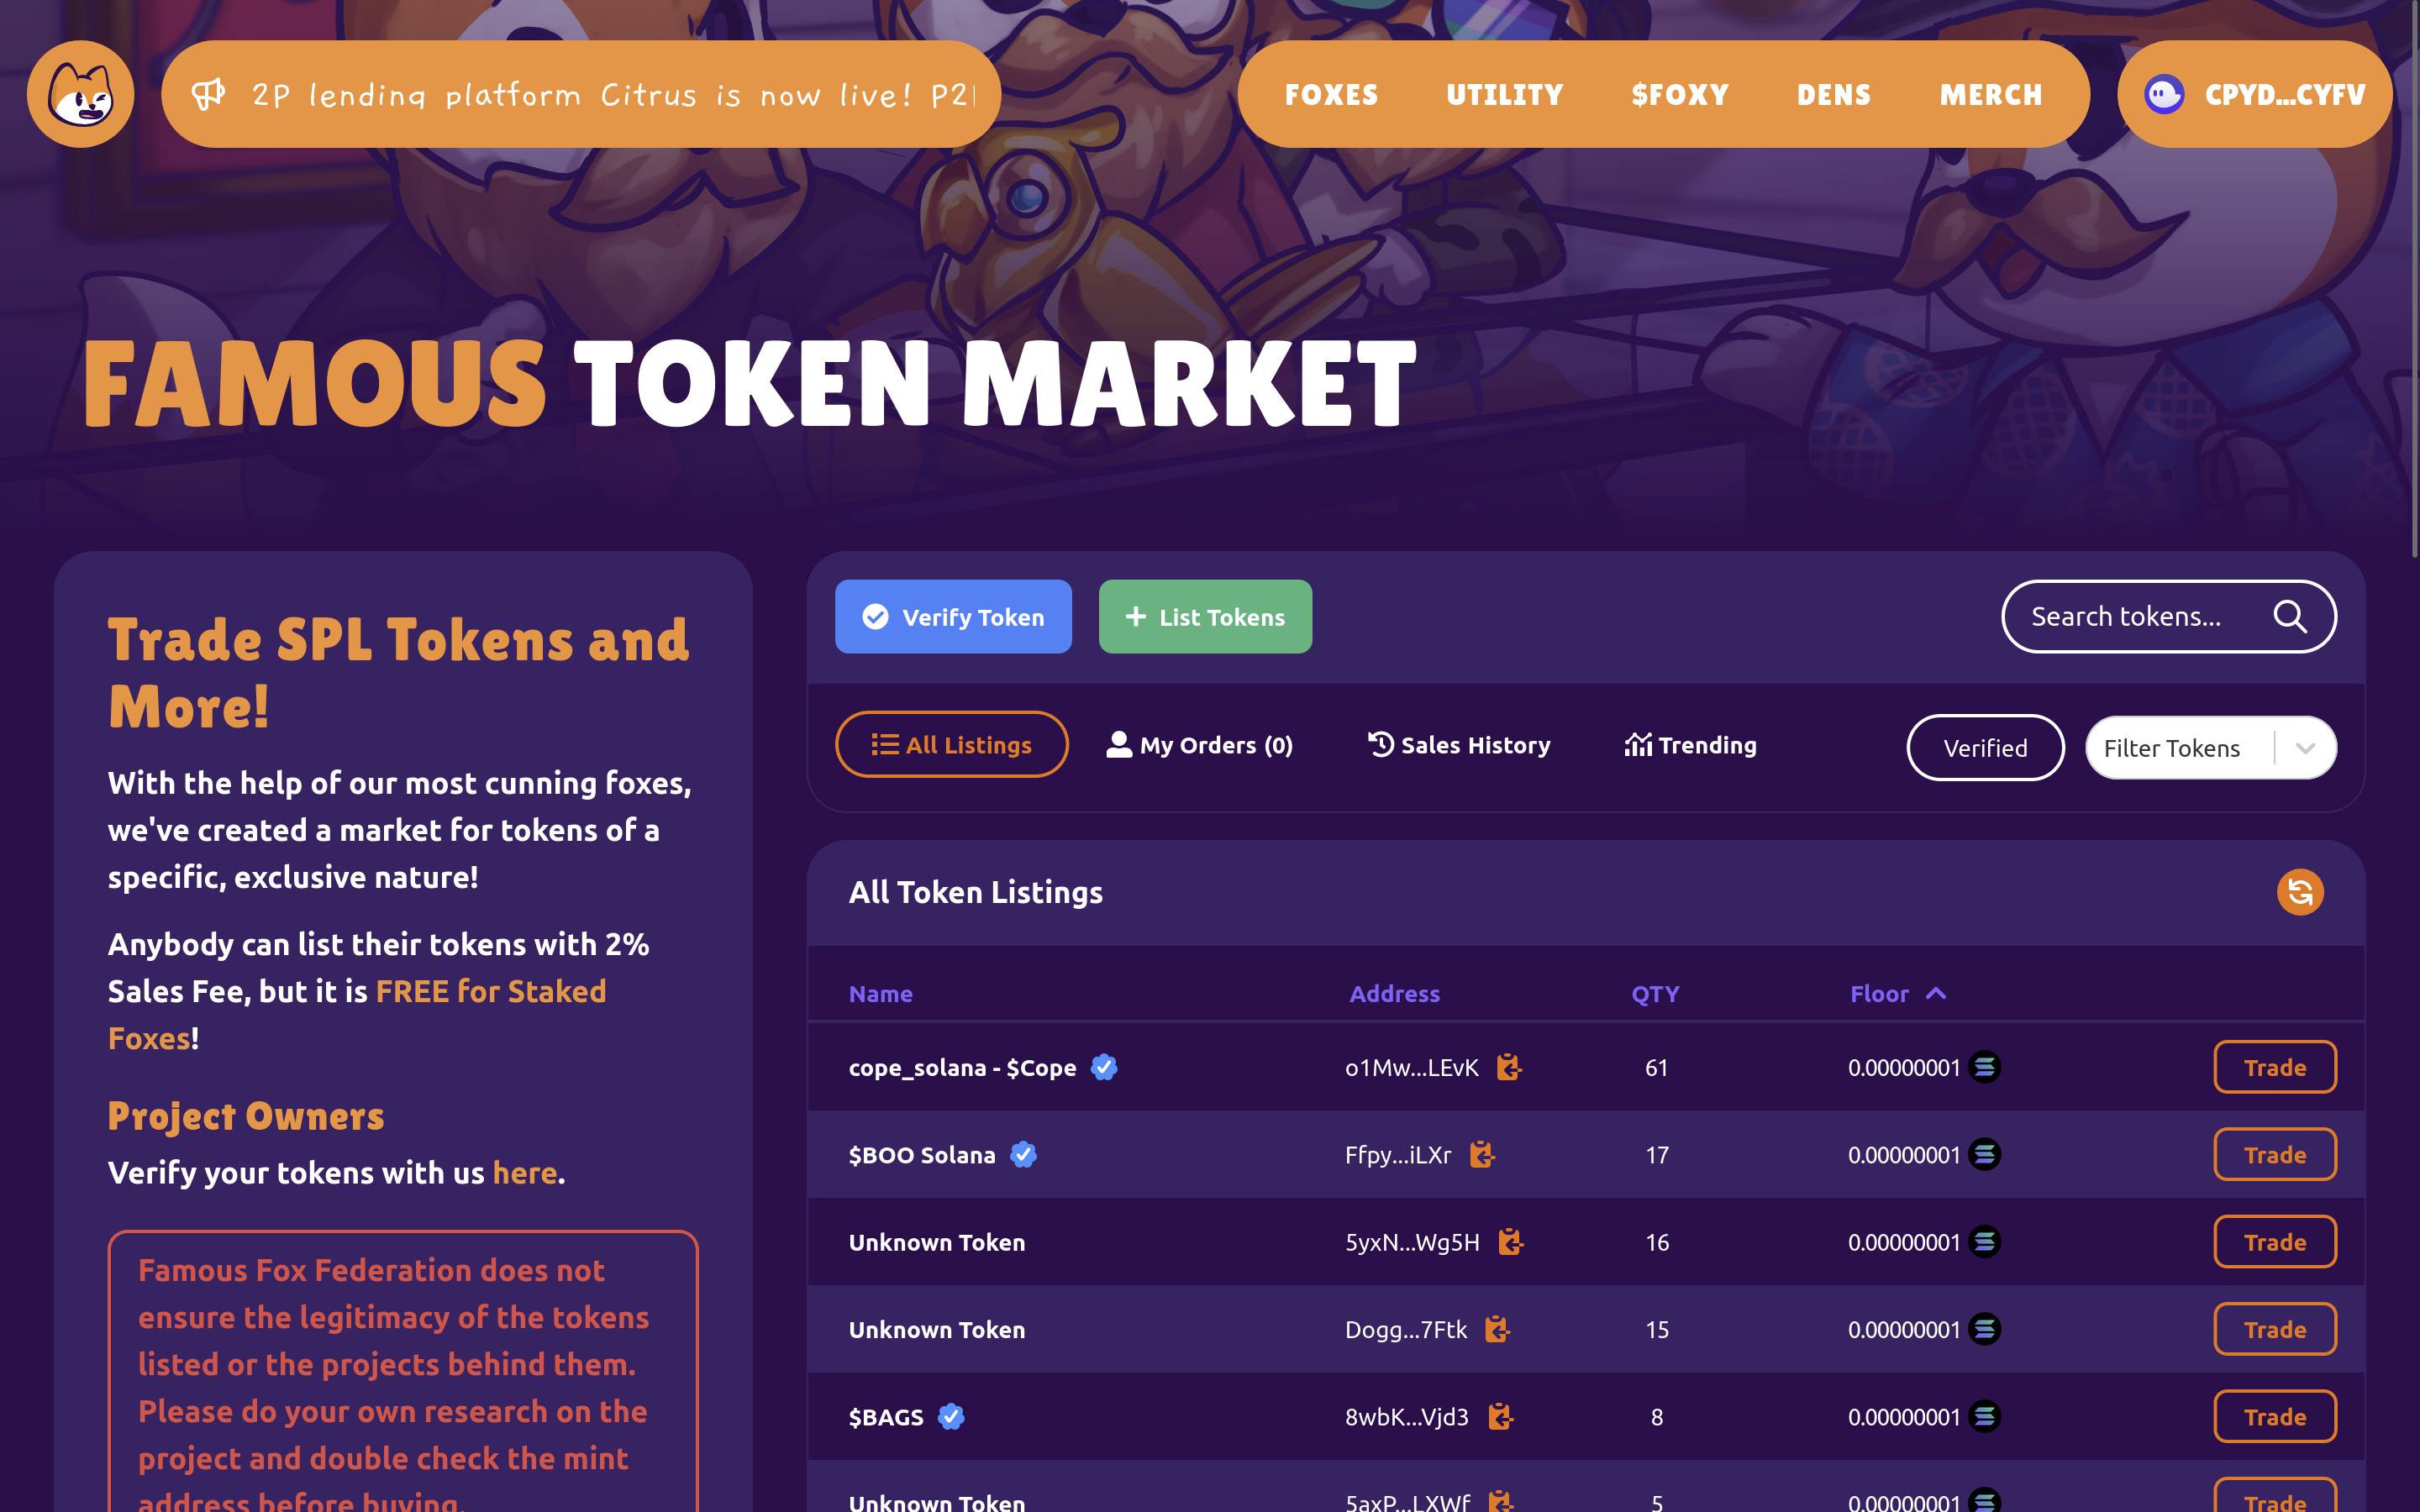 2P lending platform Citrus is now live! P2
FOXES UTILITY $FOXY DENS MERCH
CPYD...CYFV
FAMOUS TOKEN MARKET
Trade SPL Tokens and
More!
With the help of our most cunning foxes,
we've created a market for tokens of a
specific, exclusive nature!
Anybody can list their tokens with 2%
Sales Fee, but it is FREE for Staked
Foxes!
Project Owners
Verify your tokens with us here.
Famous Fox Federation does not
ensure the legitimacy of the tokens
listed or the projects behind them.
Please do your own research on the
project and double check the mint
address before buying.
Verify Token
List Tokens
Search tokens...
All Listings
My Orders (0)
Sales History
Trending
Verified
Filter Tokens
All Token Listings
Name Address QTY Floor
cope_solana - $Cope o1Mw...LEvK 61 0.00000001 Trade
$BOO Solana Ffpy...iLXr 17 0.00000001 Trade
Unknown Token 5yxN...Wg5H 16 0.00000001 Trade
Unknown Token Dogg...7Ftk 15 0.00000001 Trade
$BAGS 8wbK...Vjd3 8 0.00000001 Trade
Unknown Token 5axP...LXWf 5 0.00000001 Trade